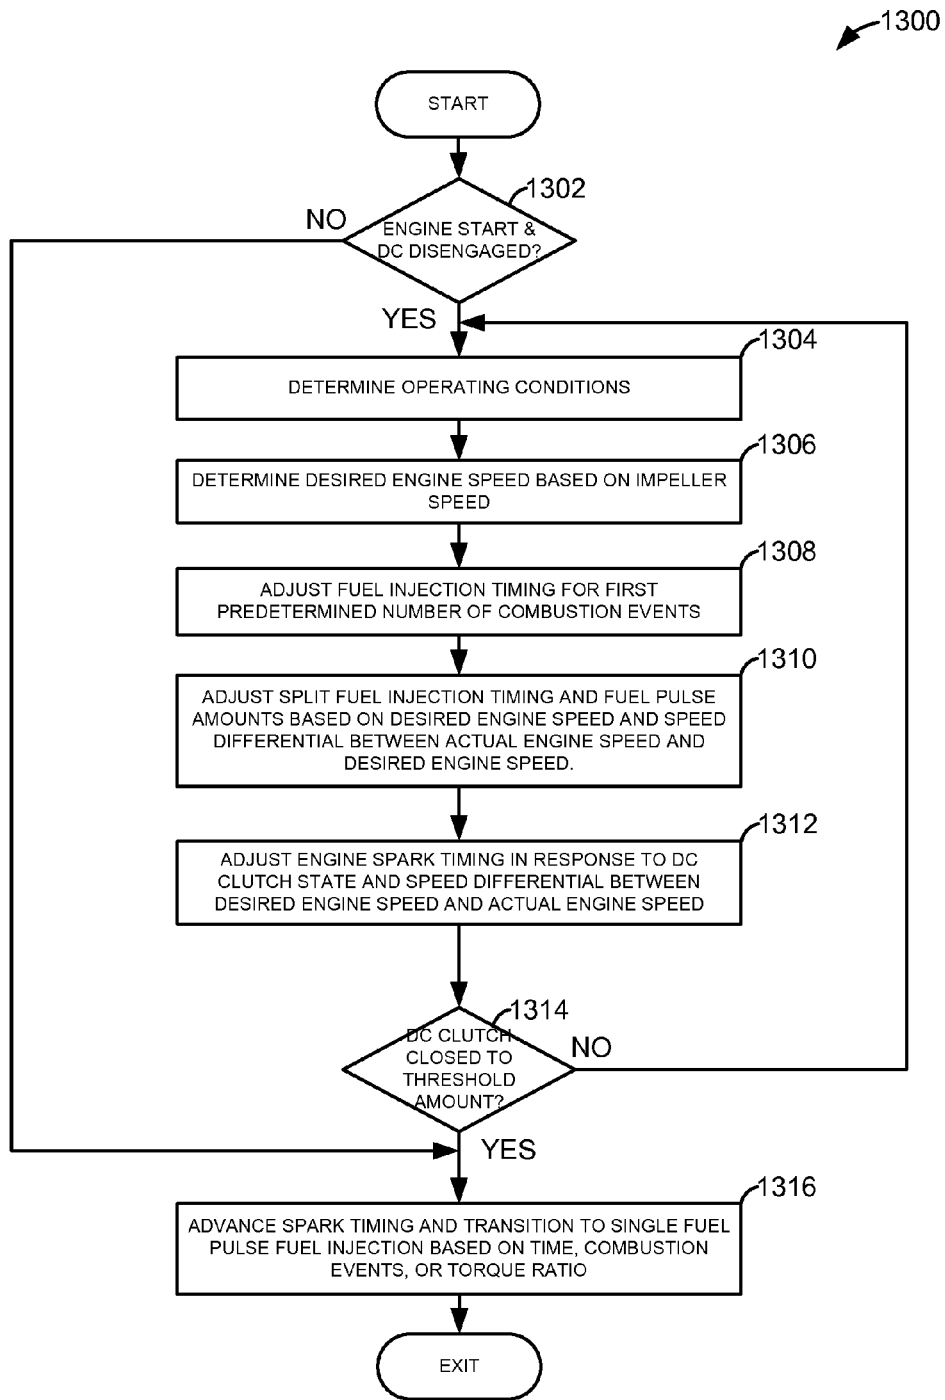 1300
START
1302
NO
ENGINE START &
DC DISENGAGED?
YES
1304
DETERMINE OPERATING CONDITIONS
1306
DETERMINE DESIRED ENGINE SPEED BASED ON IMPELLER
SPEED
1308
ADJUST FUEL INJECTION TIMING FOR FIRST
PREDETERMINED NUMBER OF COMBUSTION EVENTS
1310
ADJUST SPLIT FUEL INJECTION TIMING AND FUEL PULSE
AMOUNTS BASED ON DESIRED ENGINE SPEED AND SPEED
DIFFERENTIAL BETWEEN ACTUAL ENGINE SPEED AND
DESIRED ENGINE SPEED.
1312
ADJUST ENGINE SPARK TIMING IN RESPONSE TO DC
CLUTCH STATE AND SPEED DIFFERENTIAL BETWEEN
DESIRED ENGINE SPEED AND ACTUAL ENGINE SPEED
1314
DC CLUTCH
CLOSED TO
THRESHOLD
AMOUNT?
NO
YES
1316
ADVANCE SPARK TIMING AND TRANSITION TO SINGLE FUEL
PULSE FUEL INJECTION BASED ON TIME, COMBUSTION
EVENTS, OR TORQUE RATIO
EXIT